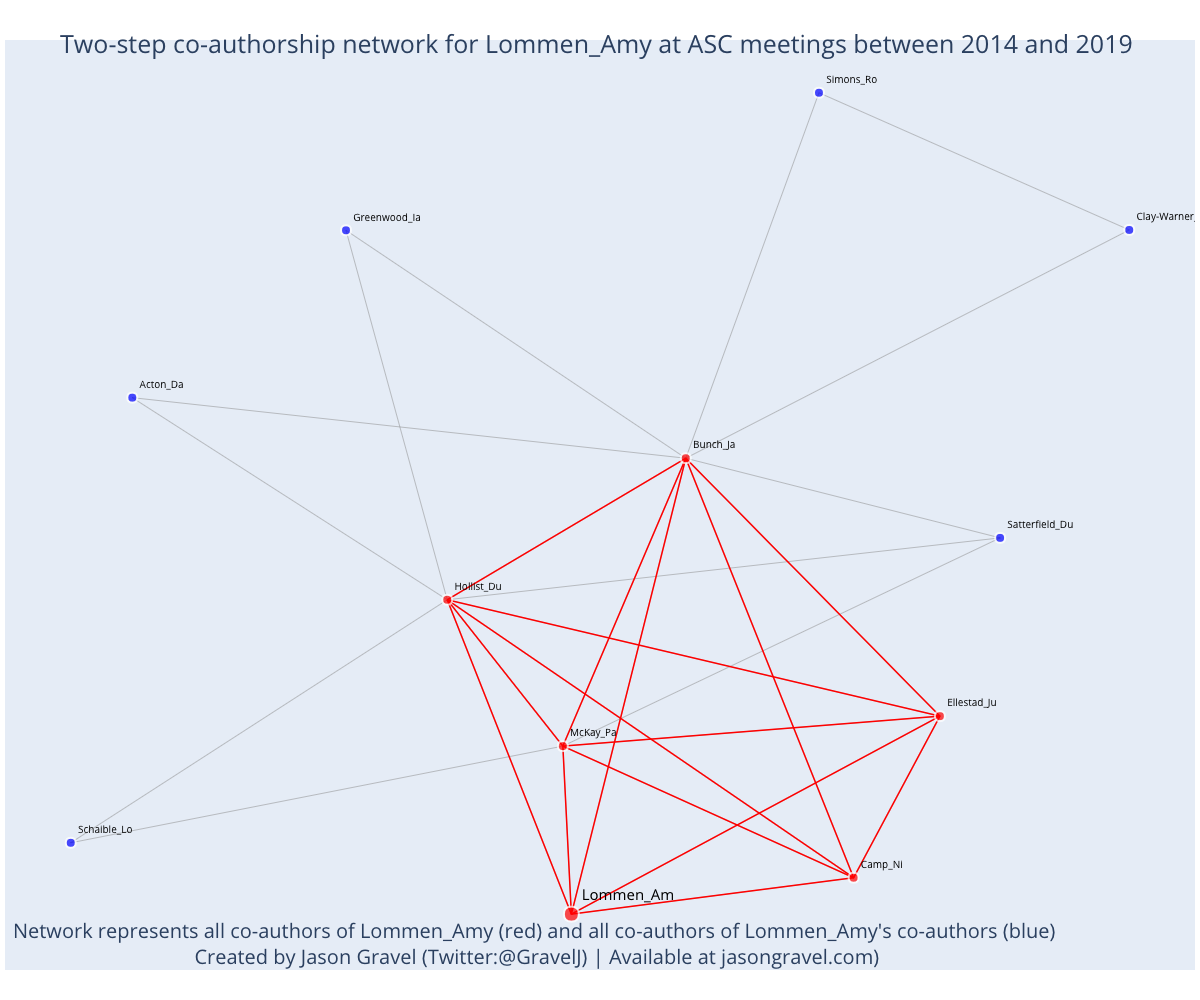 Two-step co-authorship network for Lommen_Amy at ASC meetings between 2014 and 2019
Simons_Ro
Greenwood_Ia
Clay-Warner_
Acton_Da
Bunch_Ja
Satterfield_Du
Hollist_Du
Ellestad_Ju
McKay_Pa
Schaible_Lo
Camp_Ni
Lommen_Am
Network represents all co-authors of Lommen_Amy (red) and all co-authors of Lommen_Amy's co-authors (blue)
Created by Jason Gravel (Twitter:@GravelJ) | Available at jasongravel.com)